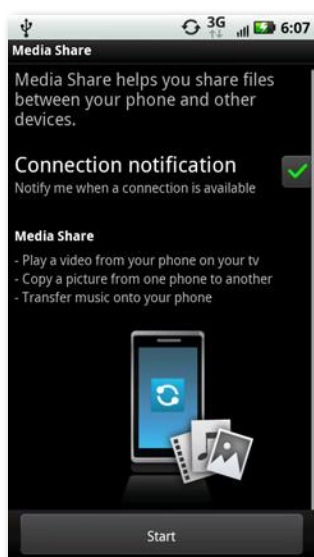 3G 6:07
Media Share
Media Share helps you share files
between your phone and other
devices.
Connection notification
Notify me when a connection is available
Media Share
- Play a video from your phone on your tv
- Copy a picture from one phone to another
- Transfer music onto your phone
Start